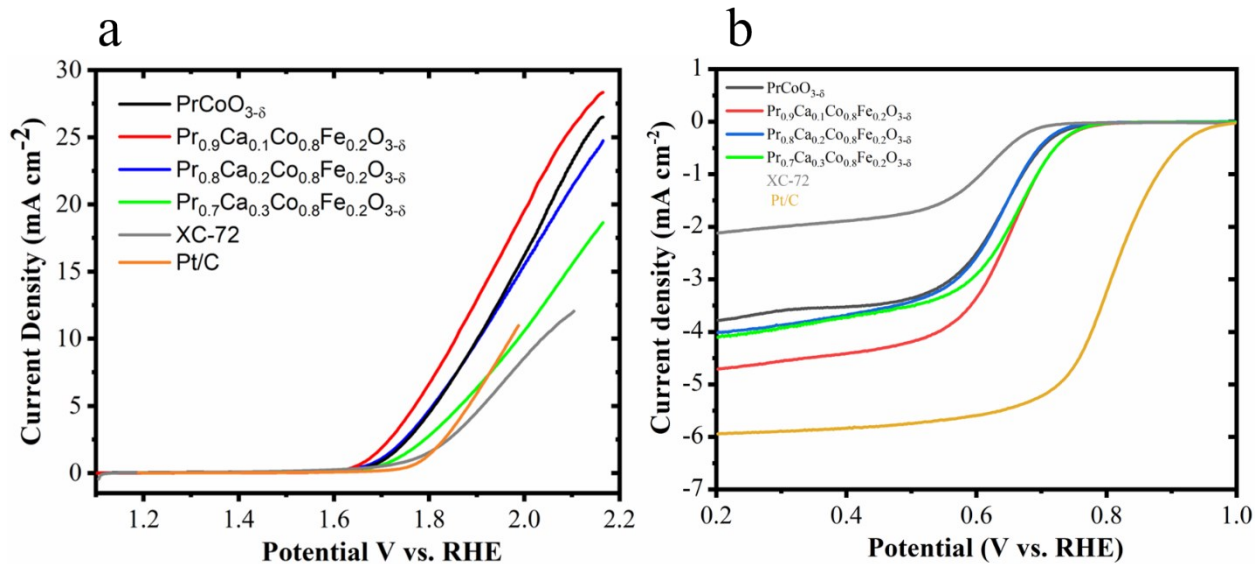 a
Current Density (mA cm⁻²)
30
25
20
15
10
5
0
PrCoO₃₋δ
Pr₀.₉Ca₀.₁Co₀.₈Fe₀.₂O₃₋δ
Pr₀.₈Ca₀.₂Co₀.₈Fe₀.₂O₃₋δ
Pr₀.₇Ca₀.₃Co₀.₈Fe₀.₂O₃₋δ
XC-72
Pt/C
1.2 1.4 1.6 1.8 2.0 2.2
Potential V vs. RHE
b
Current density (mA cm⁻²)
1
0
-1
-2
-3
-4
-5
-6
-7
PrCoO₃₋δ
Pr₀.₉Ca₀.₁Co₀.₈Fe₀.₂O₃₋δ
Pr₀.₈Ca₀.₂Co₀.₈Fe₀.₂O₃₋δ
Pr₀.₇Ca₀.₃Co₀.₈Fe₀.₂O₃₋δ
XC-72
Pt/C
0.2 0.4 0.6 0.8 1.0
Potential (V vs. RHE)